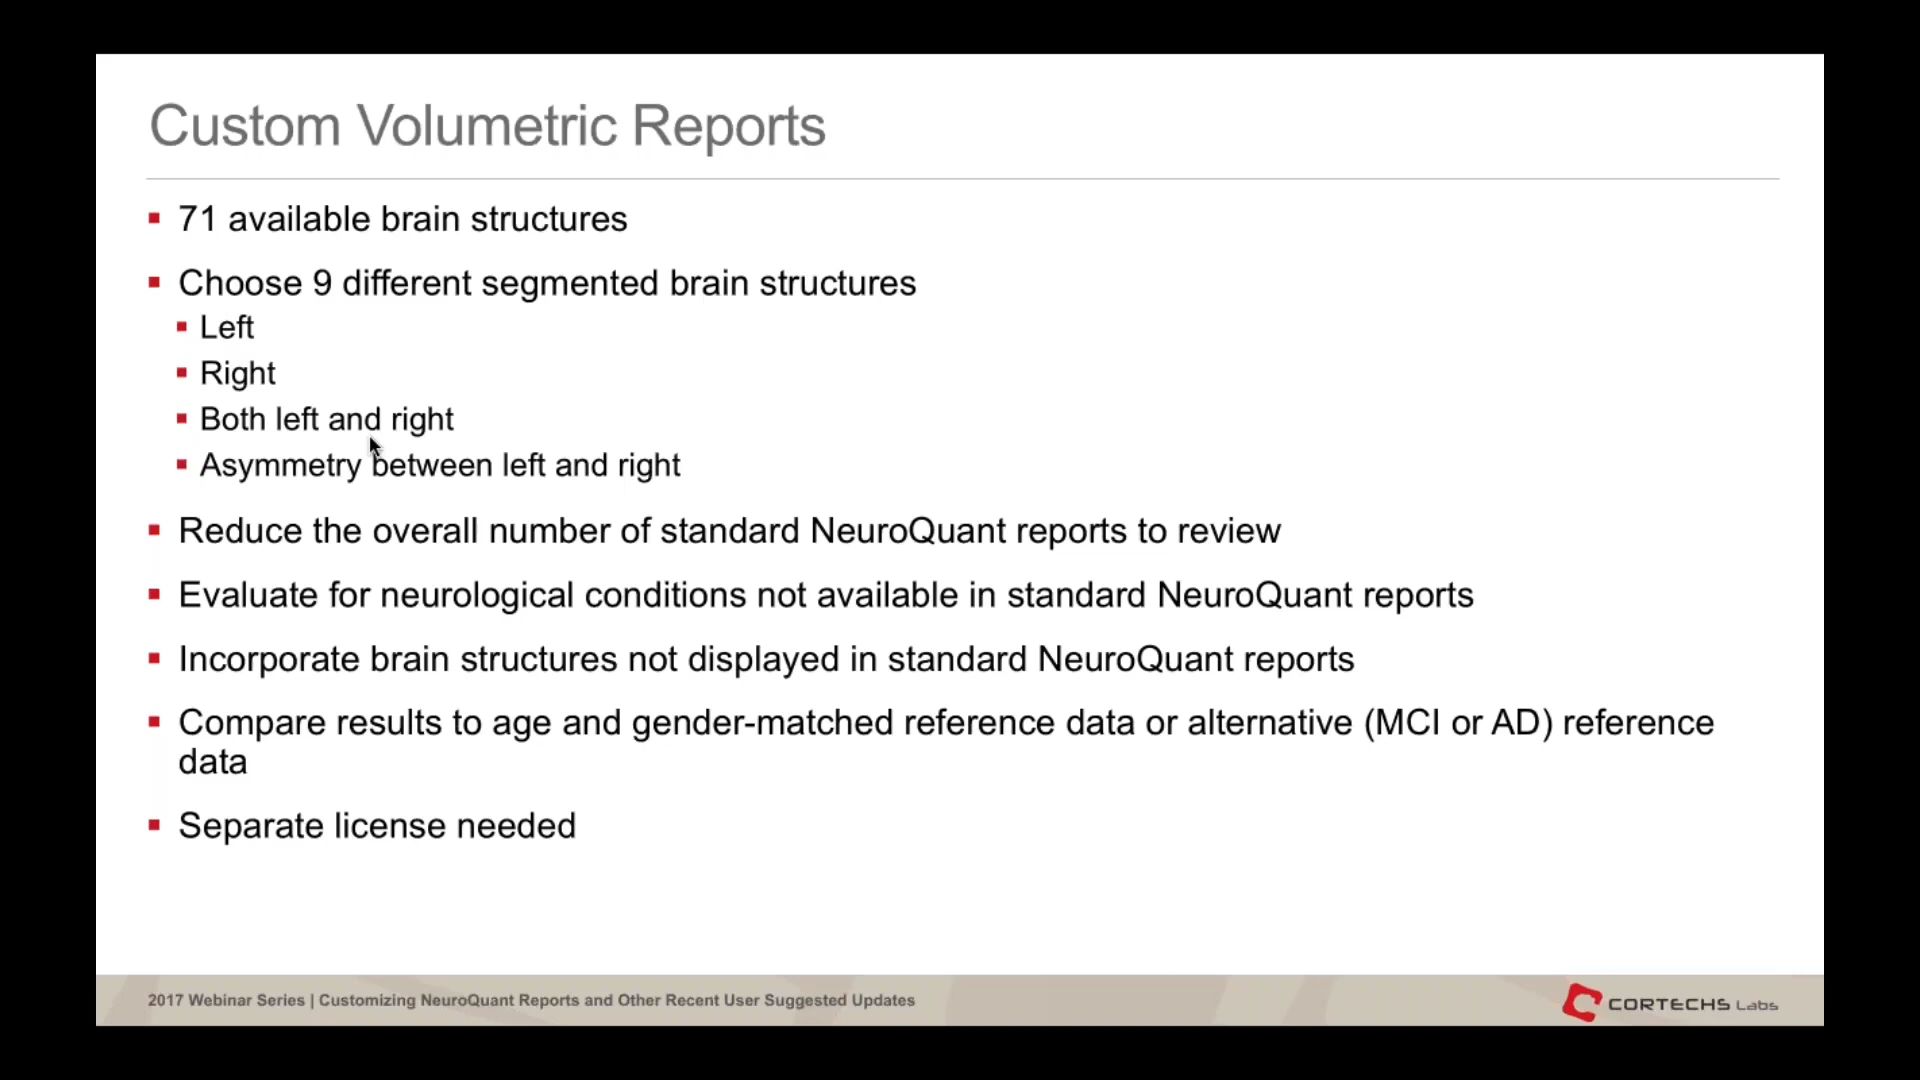 Custom Volumetric Reports
71 available brain structures
Choose 9 different segmented brain structures
Left
Right
Both left and right
Asymmetry between left and right
Reduce the overall number of standard NeuroQuant reports to review
Evaluate for neurological conditions not available in standard NeuroQuant reports
Incorporate brain structures not displayed in standard NeuroQuant reports
Compare results to age and gender-matched reference data or alternative (MCI or AD) reference
data
Separate license needed
2017 Webinar Series | Customizing NeuroQuant Reports and Other Recent User Suggested Updates
CORTECHS Labs